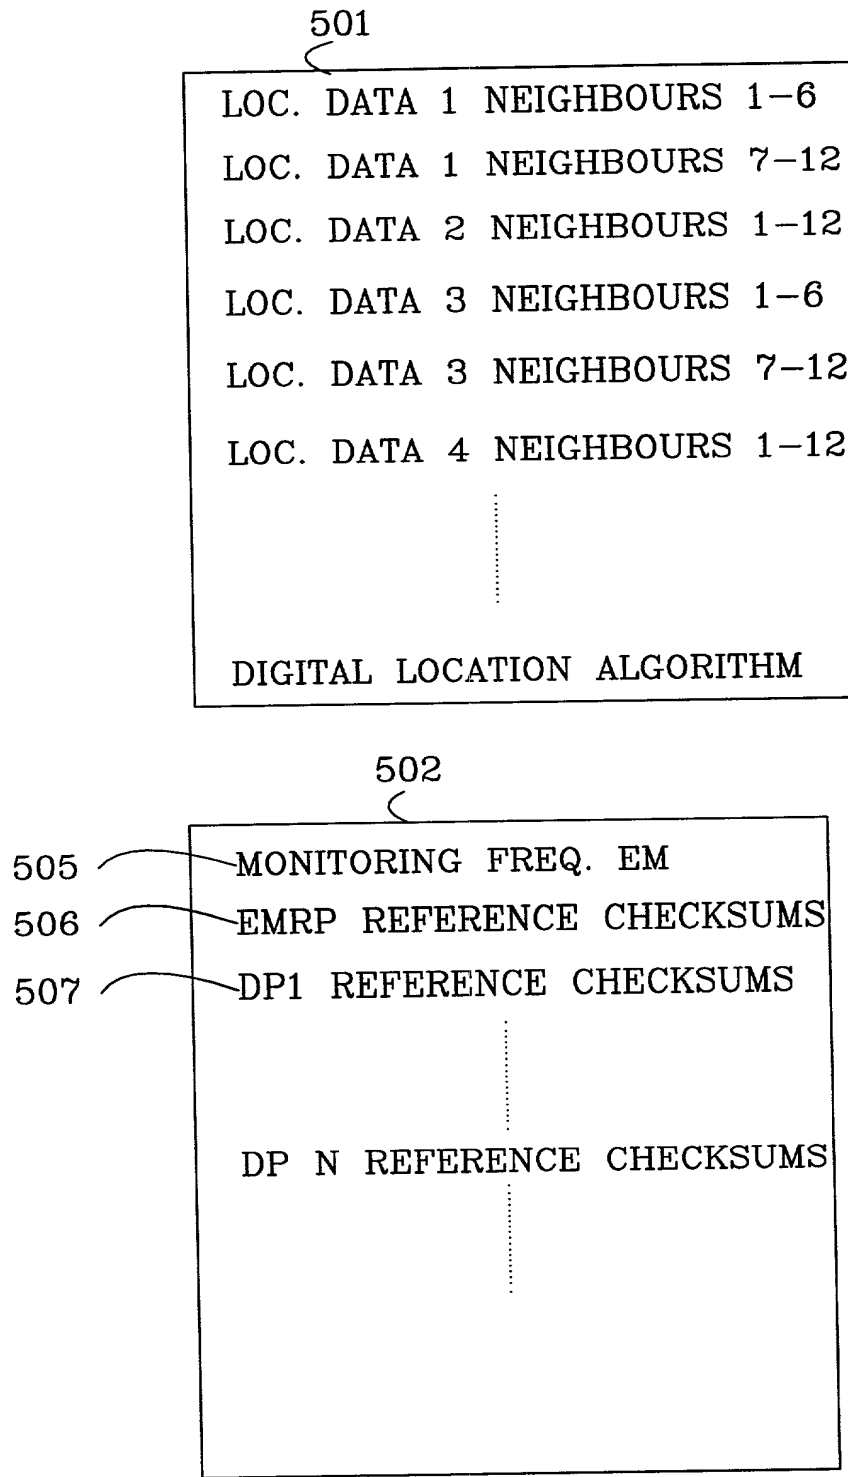 501
LOC. DATA 1 NEIGHBOURS 1-6
LOC. DATA 1 NEIGHBOURS 7-12
LOC. DATA 2 NEIGHBOURS 1-12
LOC. DATA 3 NEIGHBOURS 1-6
LOC. DATA 3 NEIGHBOURS 7-12
LOC. DATA 4 NEIGHBOURS 1-12
DIGITAL LOCATION ALGORITHM
502
505 MONITORING FREQ. EM
506 EMRP REFERENCE CHECKSUMS
507 DP1 REFERENCE CHECKSUMS
DP N REFERENCE CHECKSUMS